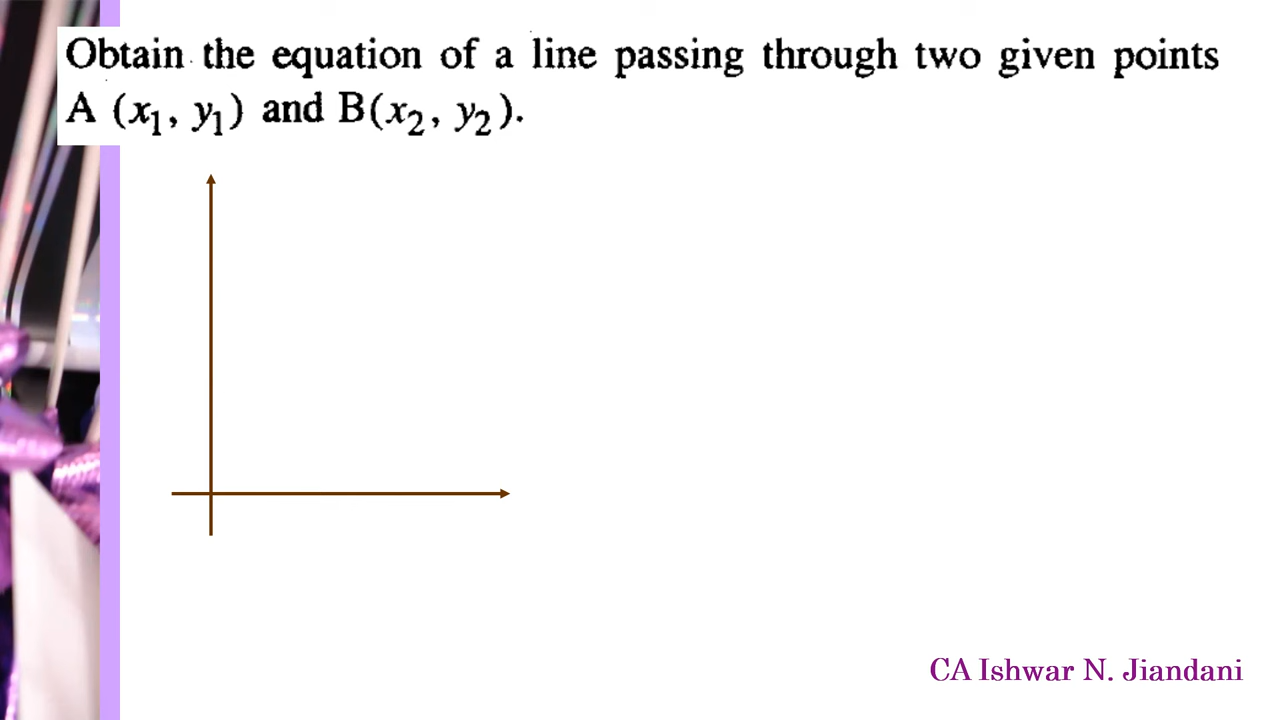 Obtain the equation of a line passing through two given points
A (x₁, y₁) and B(x₂, y₂).
CA Ishwar N. Jiandani